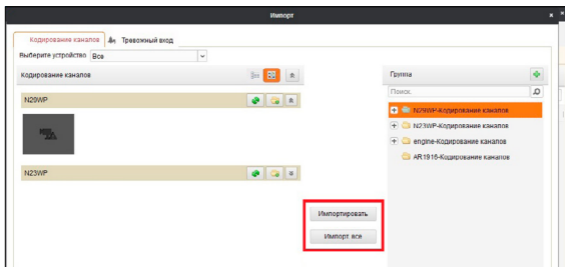 Импорт
Кодирование каналов
Тревожный вход
Выберите устройство Все
Кодирование каналов
Группа
Поиск.
N20WP
N20WP-Кодирование каналов
N23WP-Кодирование каналов
engine-Кодирование каналов
AR1916-Кодирование каналов
N23WP
Импортировать
Импорт все